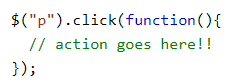 $("p").click(function(){
  // action goes here!!
});